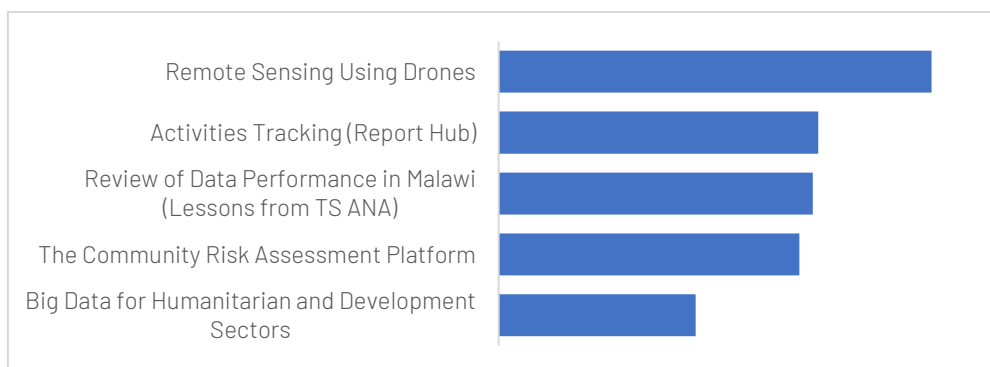 Remote Sensing Using Drones
Activities Tracking (Report Hub)
Review of Data Performance in Malawi
(Lessons from TS ANA)
The Community Risk Assessment Platform
Big Data for Humanitarian and Development
Sectors